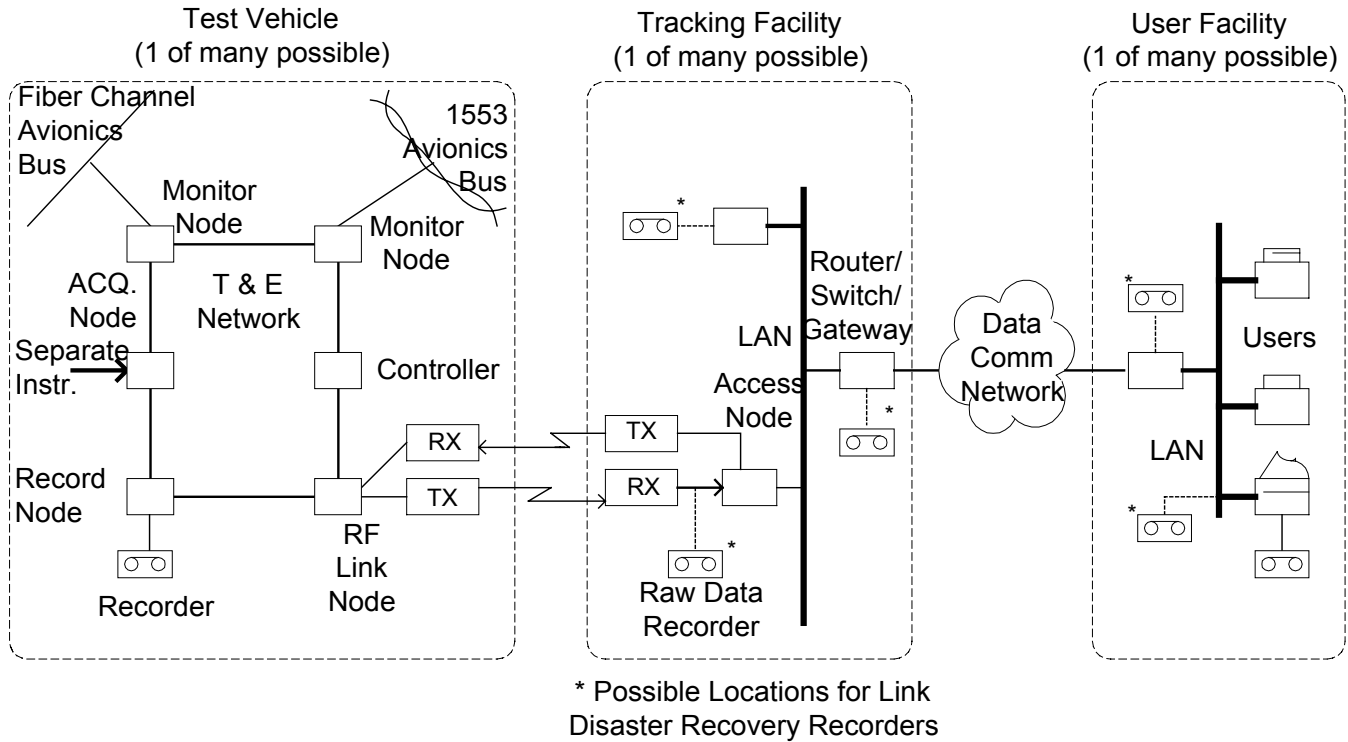 Test Vehicle
(1 of many possible)
Tracking Facility
(1 of many possible)
User Facility
(1 of many possible)
Fiber Channel
Avionics
Bus
1553
Avionics
Bus
Monitor
Node
Monitor
Node
ACQ.
Node
T & E
Network
Separate
Instr.
Controller
Record
Node
RX
TX
RF
Link
Node
Recorder
*
Router/
Switch/
Gateway
LAN
Access
Node
*
TX
RX
*
Raw Data
Recorder
Data
Comm
Network
*
Users
LAN
*
* Possible Locations for Link
Disaster Recovery Recorders